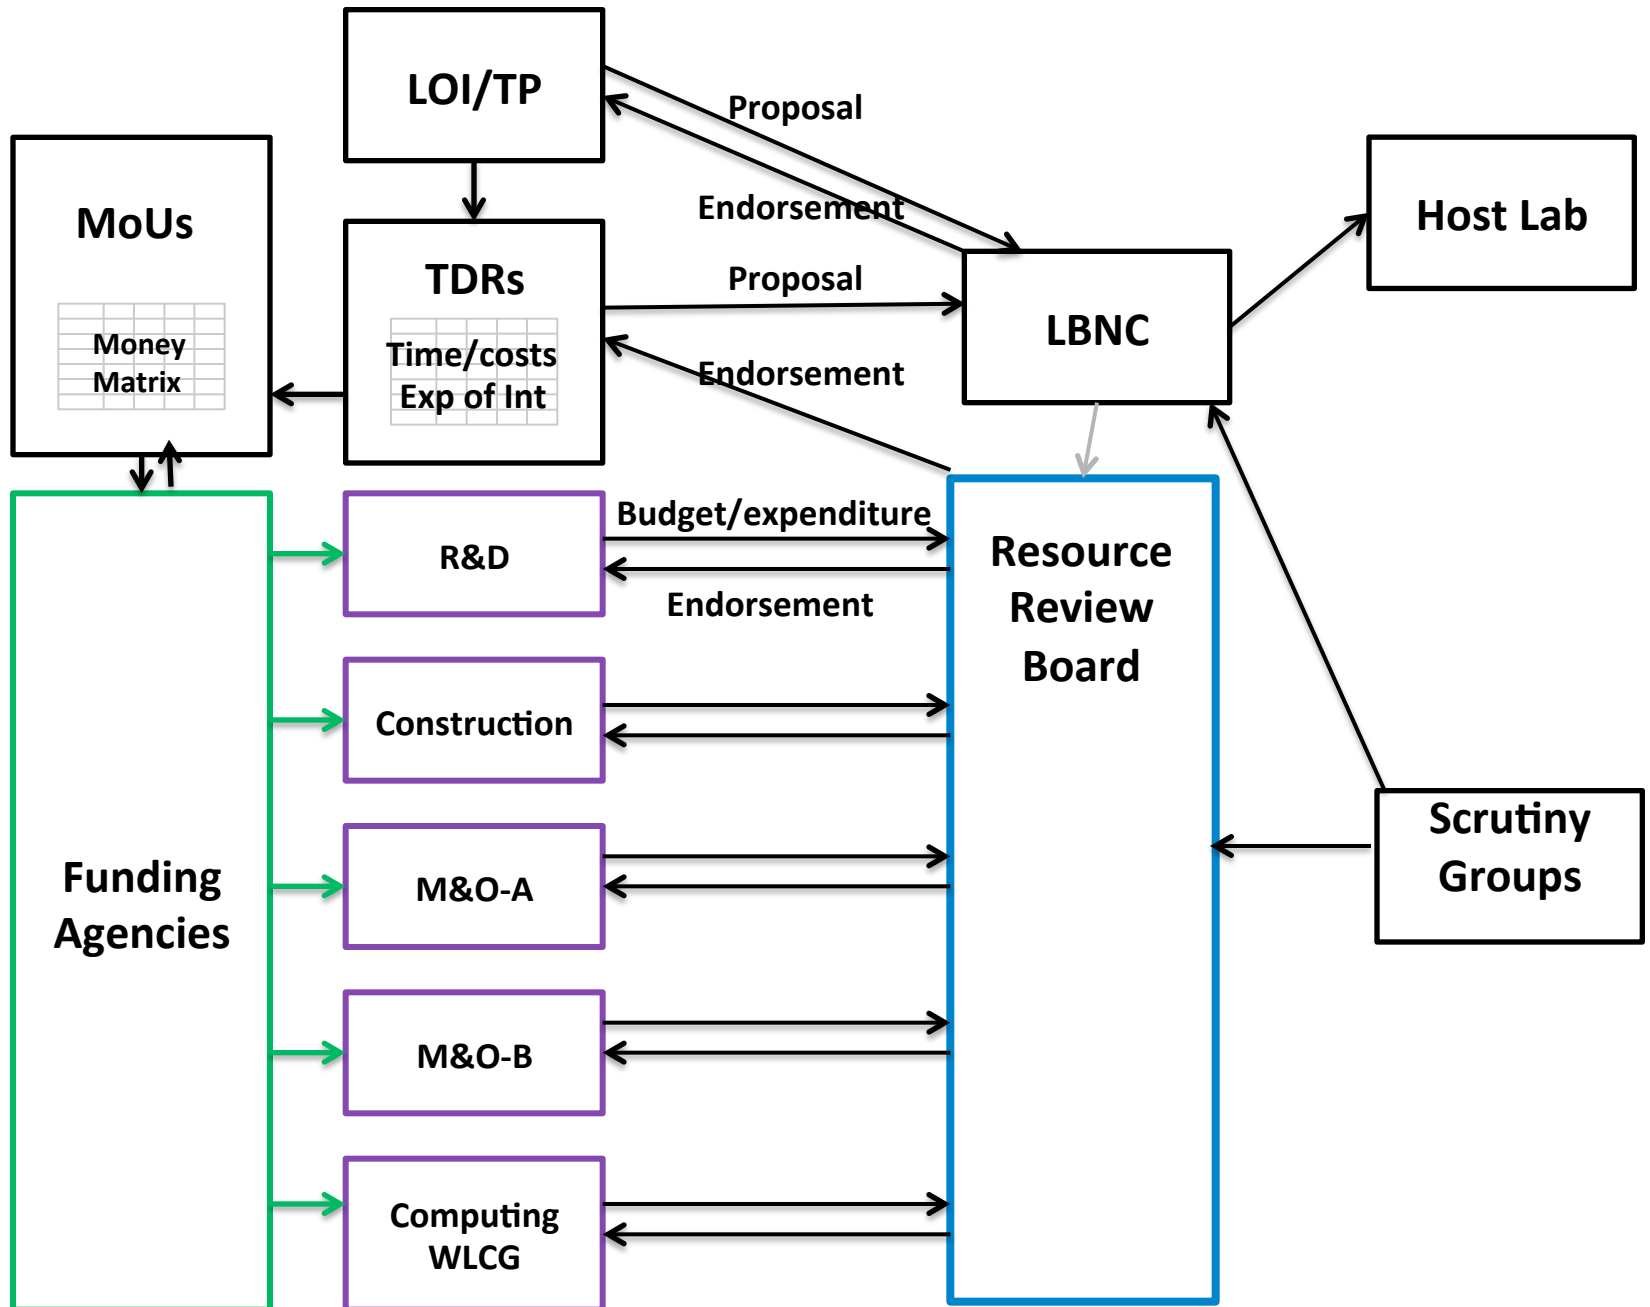 LOI/TP
Proposal
Endorsement
MoUs
Money
Matrix
TDRs
Time/costs
Exp of Int
Proposal
Endorsement
LBNC
Host Lab
Funding
Agencies
R&D
Budget/expenditure
Endorsement
Construction
M&O-A
M&O-B
Computing
WLCG
Resource
Review
Board
Scrutiny
Groups